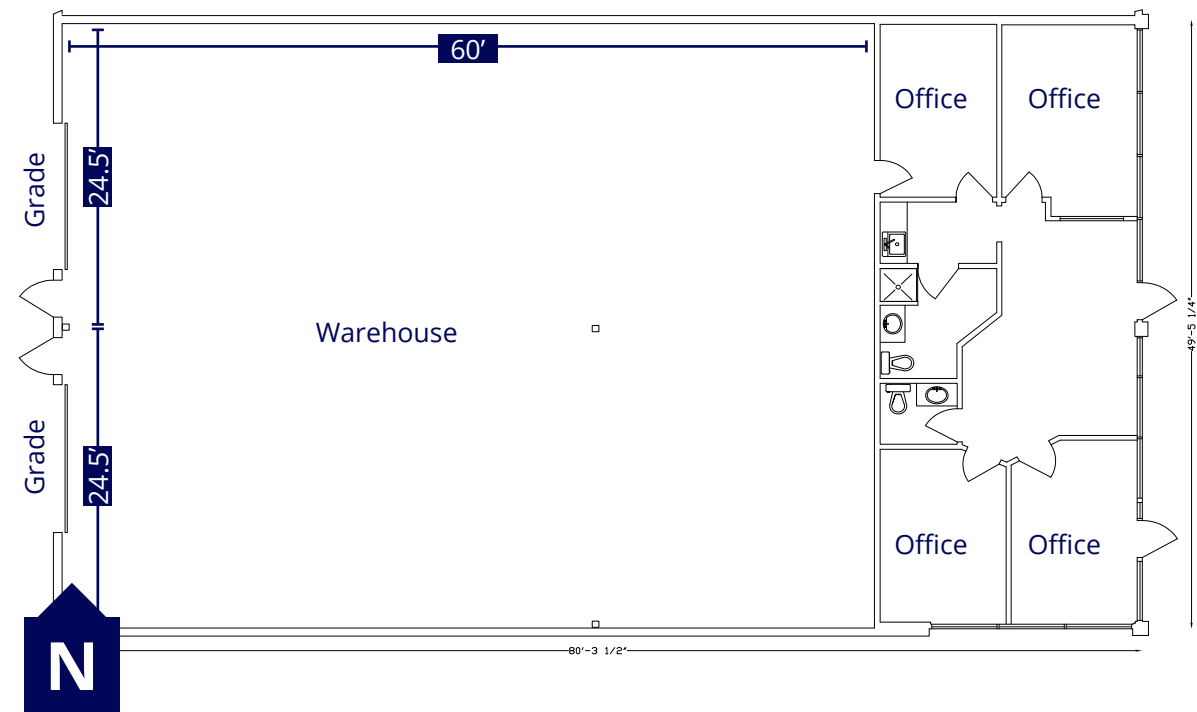 60’
Office
Office
24.5’
Grade
Warehouse
49'-5 1/4"
Grade
24.5’
Office
Office
80'-3 1/2"
N